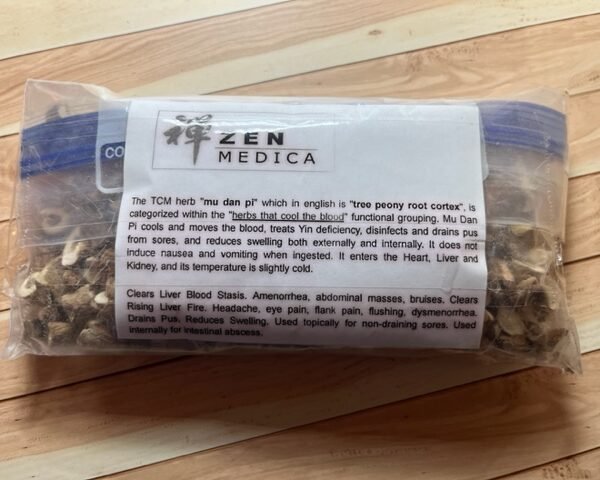 禪 ZEN
MEDICA
CO
The TCM herb "mu dan pi" which in english is "tree peony root cortex", is
categorized within the "herbs that cool the blood" functional grouping. Mu Dan
Pi cools and moves the blood, treats Yin deficiency, disinfects and drains pus
from sores, and reduces swelling both externally and internally. It does not
induce nausea and vomiting when ingested. It enters the Heart, Liver and
Kidney, and its temperature is slightly cold.
Clears Liver Blood Stasis. Amenorrhea, abdominal masses, bruises. Clears
Rising Liver Fire. Headache, eye pain, flank pain, flushing, dysmenorrhea.
Drains Pus. Reduces Swelling. Used topically for non-draining sores. Used
internally for intestinal abscess.